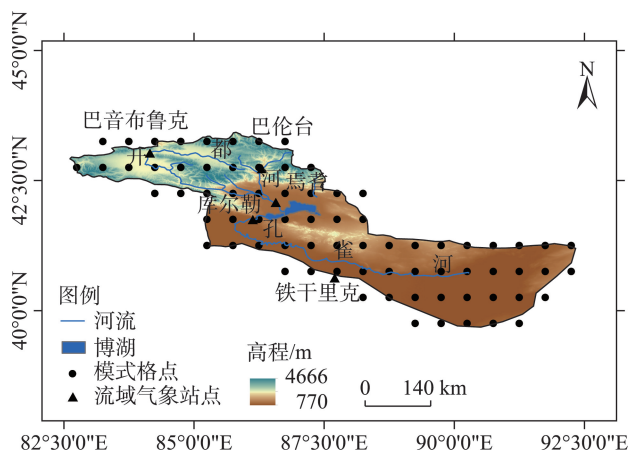 45°0'0"N
42°30'0"N
40°0'0"N
N
巴音布鲁克
巴伦台
开
都
河
焉耆
库尔勒
孔
雀
河
铁干里克
图例
河流
博湖
模式格点
流域气象站点
高程/m
4666
770
0 140 km
82°30'0"E 85°0'0"E 87°30'0"E 90°0'0"E 92°30'0"E